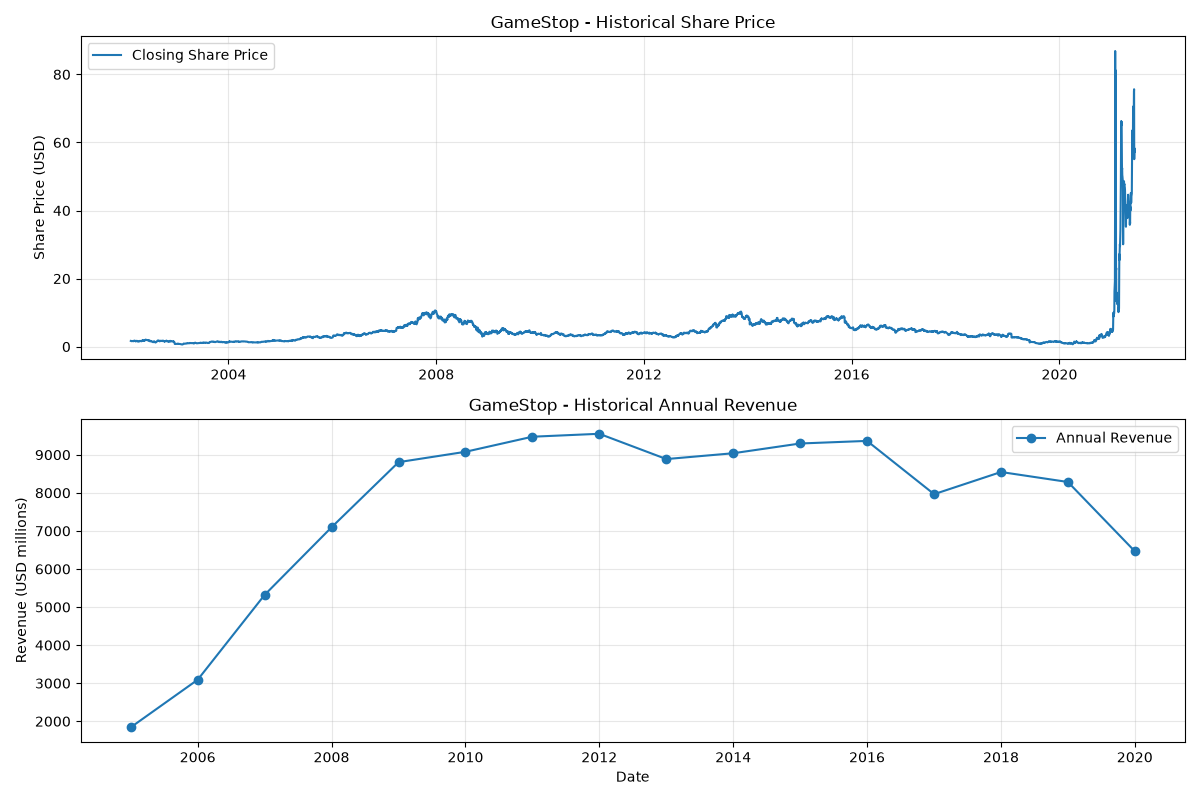 GameStop - Historical Share Price
Closing Share Price
Share Price (USD)
80
60
40
20
0
2004 2008 2012 2016 2020
GameStop - Historical Annual Revenue
Annual Revenue
Revenue (USD millions)
9000
8000
7000
6000
5000
4000
3000
2000
2006 2008 2010 2012 2014 2016 2018 2020
Date